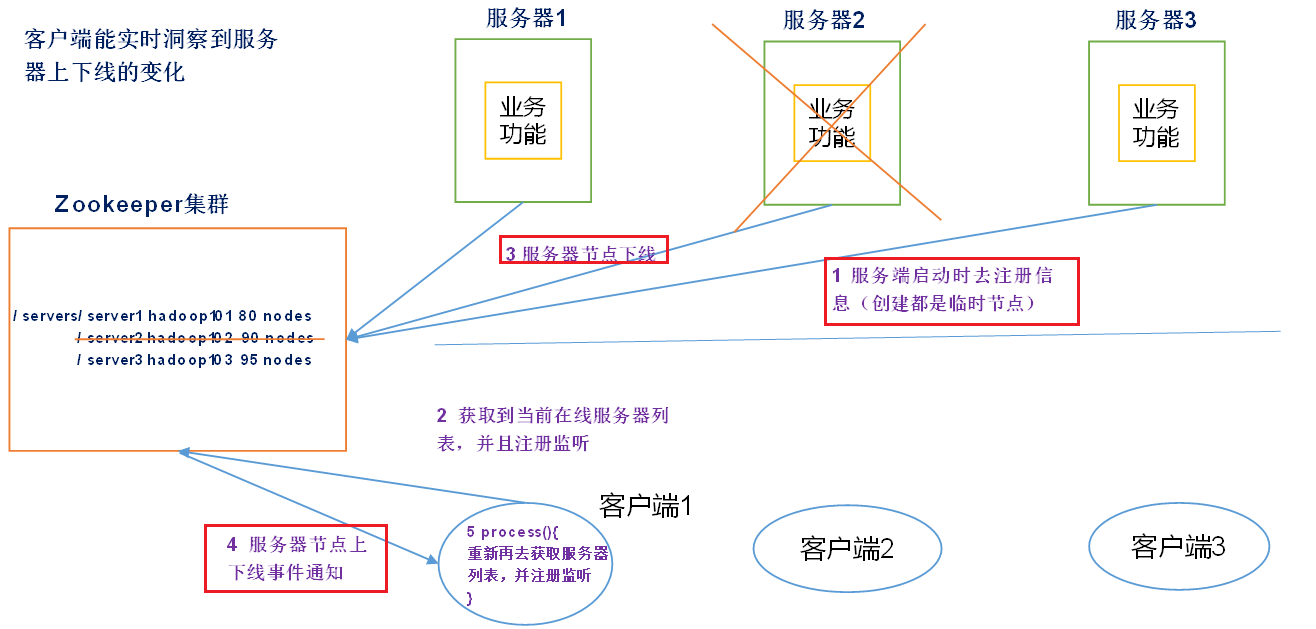 服务器1
服务器2
服务器3
客户端能实时洞察到服务
器上下线的变化
业务
功能
业务
功能
业务
功能
Zookeeper集群
3 服务器节点下线
1 服务端启动时去注册信
息（创建都是临时节点）
/ servers/ server1 hadoop101 80 nodes
/ server2 hadoop102 90 nodes
/ server3 hadoop103 95 nodes
2 获取到当前在线服务器列
表，并且注册监听
客户端1
4 服务器节点上
下线事件通知
5 process(){
重新再去获取服务器
列表，并注册监听
}
客户端2
客户端3